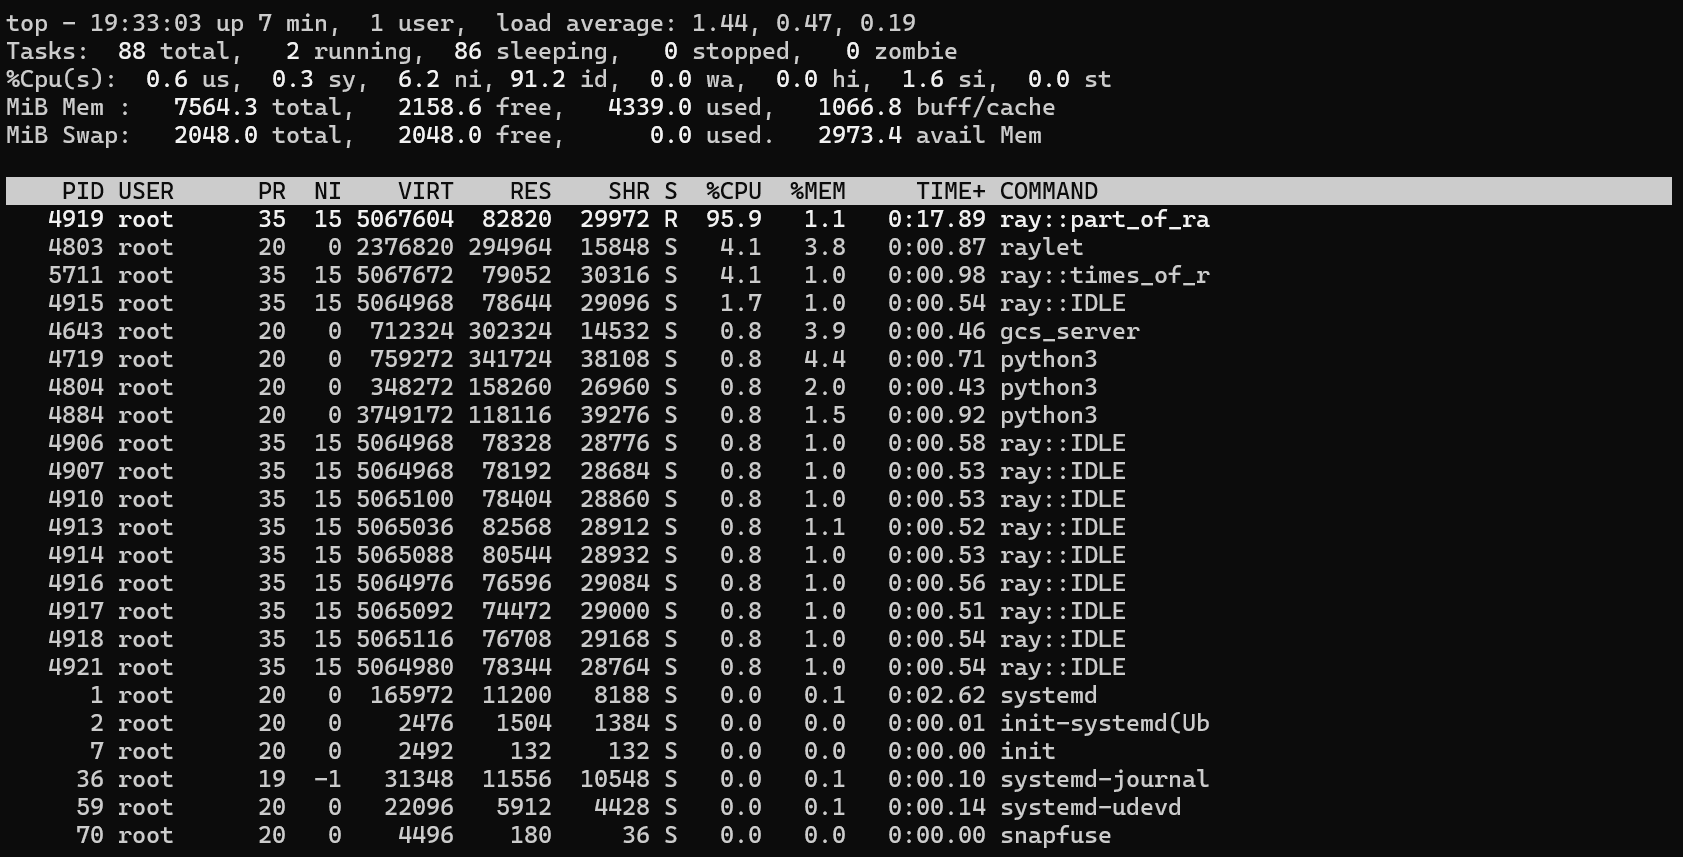 top - 19:33:03 up 7 min,  1 user,  load average: 1.44, 0.47, 0.19
Tasks:  88 total,   2 running,  86 sleeping,   0 stopped,   0 zombie
%Cpu(s):  0.6 us,  0.3 sy,  6.2 ni, 91.2 id,  0.0 wa,  0.0 hi,  1.6 si,  0.0 st
MiB Mem :   7564.3 total,   2158.6 free,   4339.0 used,   1066.8 buff/cache
MiB Swap:   2048.0 total,   2048.0 free,      0.0 used.   2973.4 avail Mem
    PID USER      PR  NI    VIRT    RES    SHR S  %CPU  %MEM     TIME+ COMMAND
   4919 root      35  15 5067604  82820  29972 R  95.9   1.1   0:17.89 ray::part_of_ra
   4803 root      20   0 2376820 294964  15848 S   4.1   3.8   0:00.87 raylet
   5711 root      35  15 5067672  79052  30316 S   4.1   1.0   0:00.98 ray::times_of_r
   4915 root      35  15 5064968  78644  29096 S   1.7   1.0   0:00.54 ray::IDLE
   4643 root      20   0  712324 302324  14532 S   0.8   3.9   0:00.46 gcs_server
   4719 root      20   0  759272 341724  38108 S   0.8   4.4   0:00.71 python3
   4804 root      20   0  348272 158260  26960 S   0.8   2.0   0:00.43 python3
   4884 root      20   0 3749172 118116  39276 S   0.8   1.5   0:00.92 python3
   4906 root      35  15 5064968  78328  28776 S   0.8   1.0   0:00.58 ray::IDLE
   4907 root      35  15 5064968  78192  28684 S   0.8   1.0   0:00.53 ray::IDLE
   4910 root      35  15 5065100  78404  28860 S   0.8   1.0   0:00.53 ray::IDLE
   4913 root      35  15 5065036  82568  28912 S   0.8   1.1   0:00.52 ray::IDLE
   4914 root      35  15 5065088  80544  28932 S   0.8   1.0   0:00.53 ray::IDLE
   4916 root      35  15 5064976  76596  29084 S   0.8   1.0   0:00.56 ray::IDLE
   4917 root      35  15 5065092  74472  29000 S   0.8   1.0   0:00.51 ray::IDLE
   4918 root      35  15 5065116  76708  29168 S   0.8   1.0   0:00.54 ray::IDLE
   4921 root      35  15 5064980  78344  28764 S   0.8   1.0   0:00.54 ray::IDLE
      1 root      20   0  165972  11200   8188 S   0.0   0.1   0:02.62 systemd
      2 root      20   0    2476   1504   1384 S   0.0   0.0   0:00.01 init-systemd(Ub
      7 root      20   0    2492    132    132 S   0.0   0.0   0:00.00 init
     36 root      19  -1   31348  11556  10548 S   0.0   0.1   0:00.10 systemd-journal
     59 root      20   0   22096   5912   4428 S   0.0   0.1   0:00.14 systemd-udevd
     70 root      20   0    4496    180     36 S   0.0   0.0   0:00.00 snapfuse